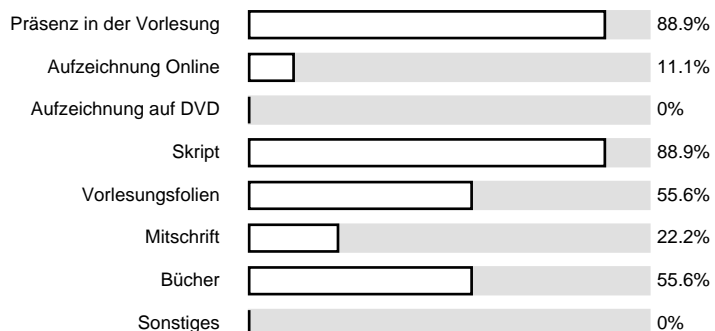 Präsenz in der Vorlesung 88.9%
Aufzeichnung Online 11.1%
Aufzeichnung auf DVD 0%
Skript 88.9%
Vorlesungsfolien 55.6%
Mitschrift 22.2%
Bücher 55.6%
Sonstiges 0%